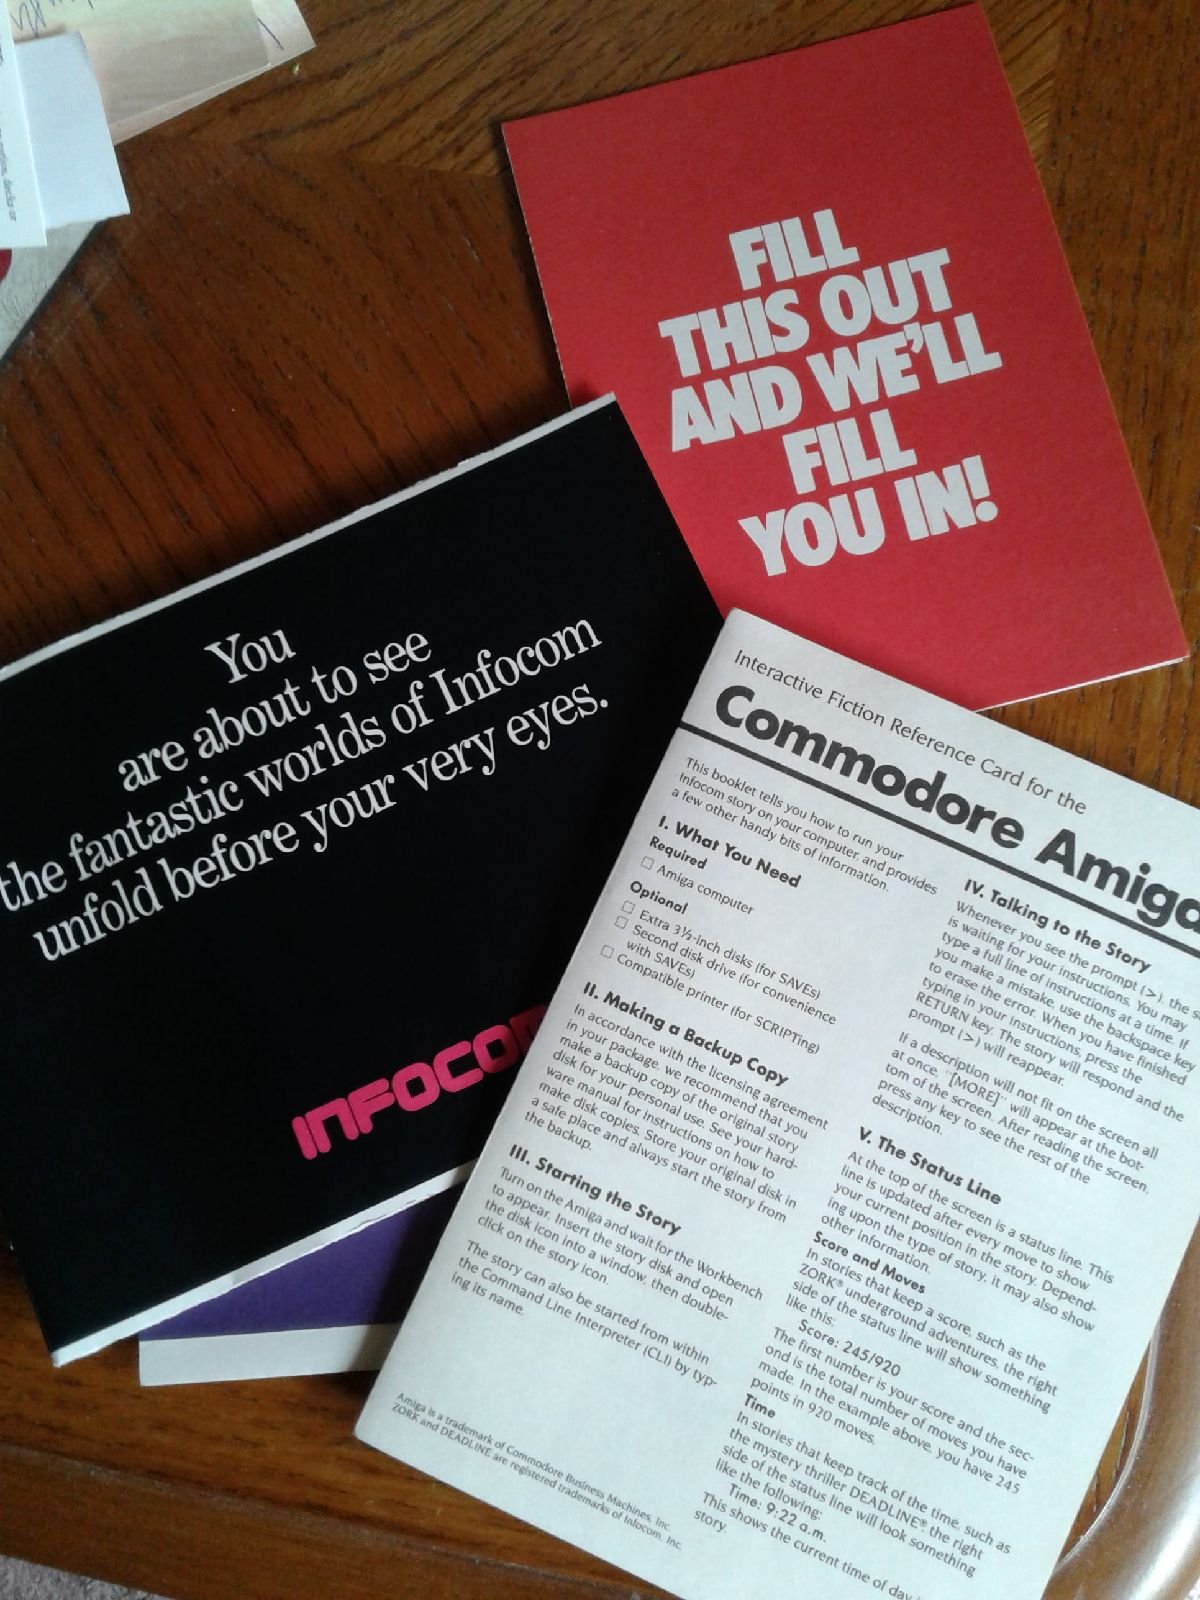 FILL
THIS OUT
AND WE'LL
FILL
YOU IN!
You
are about to see
the fantastic worlds of Infocom
unfold before your very eyes.
INFOCOM
Interactive Fiction Reference Card for the
Commodore Amiga
This booklet tells you how to run your
Infocom story on your computer, and provides
a few other handy bits of information.
I. What You Need
Required
□ Amiga computer
Optional
□ Extra 3½-inch disks (for SAVEs)
□ Second disk drive (for convenience
with SAVEs)
□ Compatible printer (for SCRIPTing)
II. Making a Backup Copy
In accordance with the licensing agreement
in your package, we recommend that you
make a backup copy of the original story
disk for your personal use. See your hard-
ware manual for instructions on how to
make disk copies. Store your original disk in
a safe place and always start the story from
the backup.
III. Starting the Story
Turn on the Amiga and wait for the Workbench
to appear. Insert the story disk and open
the disk icon into a window, then double-
click on the story icon.
The story can also be started from within
the Command Line Interpreter (CLI) by typ-
ing its name.
Amiga is a trademark of Commodore Business Machines, Inc.
ZORK and DEADLINE are registered trademarks of Infocom, Inc.
IV. Talking to the Story
Whenever you see the prompt (>), the
is waiting for your instructions. You may
type a full line of instructions at a time. If
you make a mistake, use the backspace key
to erase the error. When you have finished
typing in your instructions, press the
RETURN key. The story will respond and the
prompt (>) will reappear.
If a description will not fit on the screen all
at once, "[MORE]" will appear at the bot-
tom of the screen. After reading the screen,
press any key to see the rest of the
description.
V. The Status Line
At the top of the screen is a status line. This
line is updated after every move to show
your current position in the story. Depend-
ing upon the type of story, it may also show
other information.
Score and Moves
In stories that keep a score, such as the
ZORK® underground adventures, the right
side of the status line will show something
like this:
Score: 245/920
The first number is your score and the sec-
ond is the total number of moves you have
made. In the example above, you have 245
points in 920 moves.
Time
In stories that keep track of the time, such as
the mystery thriller DEADLINE®, the right
side of the status line will look something
like the following:
Time: 9:22 a.m.
This shows the current time of day
story.